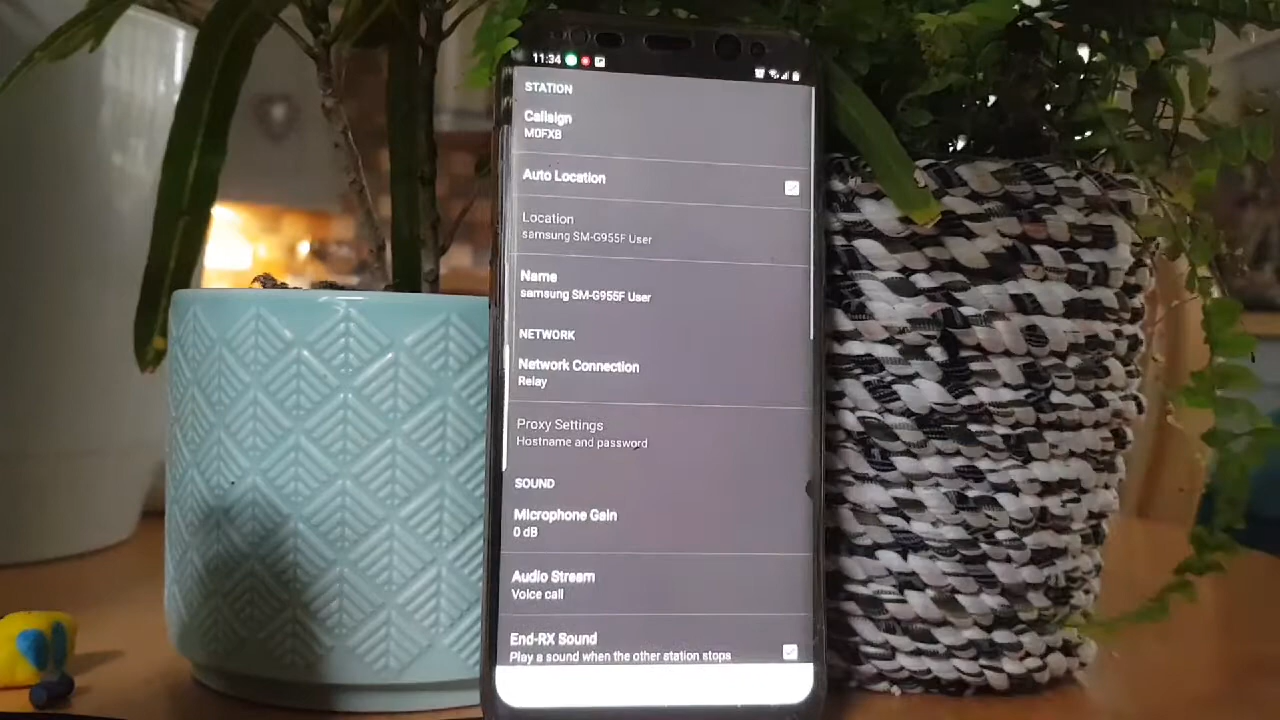 11:34
STATION
Callsign
M0FXB
Auto Location
Location
samsung SM-G955F User
Name
samsung SM-G955F User
NETWORK
Network Connection
Relay
Proxy Settings
Hostname and password
SOUND
Microphone Gain
0 dB
Audio Stream
Voice call
End-RX Sound
Play a sound when the other station stops